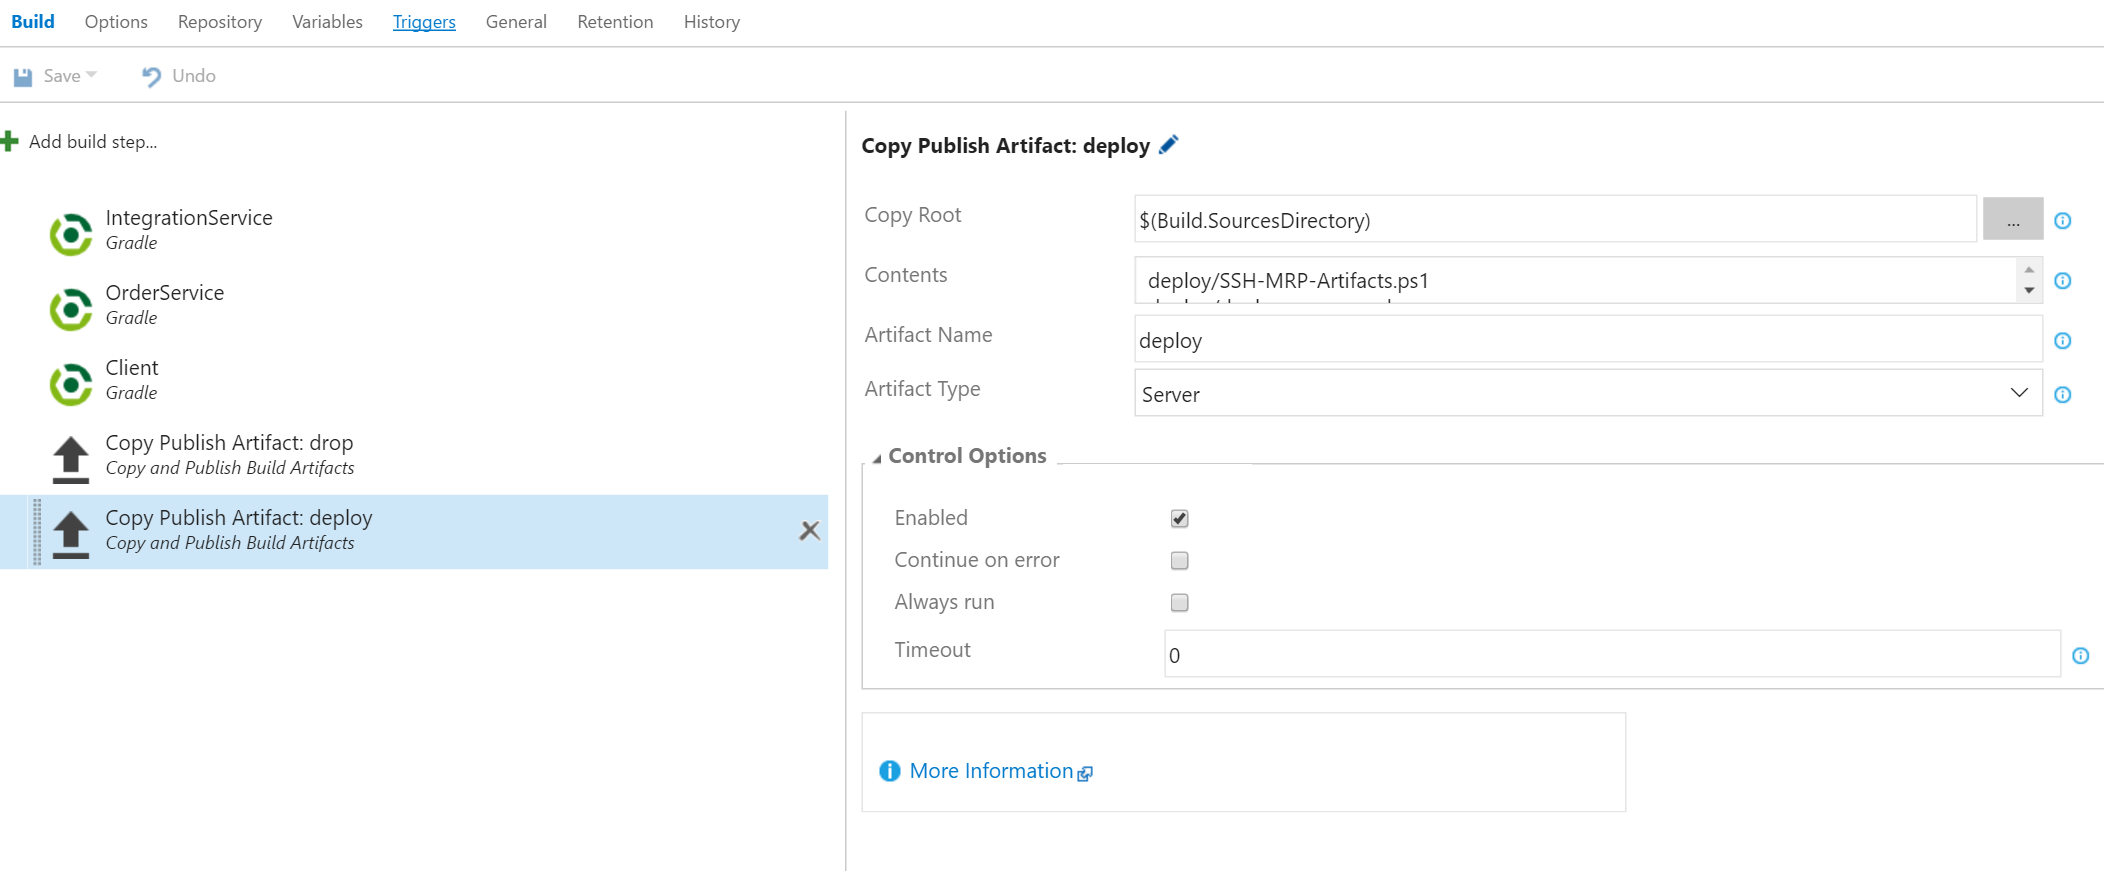 Build Options Repository Variables Triggers General Retention History
Save Undo
Add build step...
IntegrationService
Gradle
OrderService
Gradle
Client
Gradle
Copy Publish Artifact: drop
Copy and Publish Build Artifacts
Copy Publish Artifact: deploy
Copy and Publish Build Artifacts
Copy Publish Artifact: deploy
Copy Root $(Build.SourcesDirectory) ...
Contents deploy/SSH-MRP-Artifacts.ps1
Artifact Name deploy
Artifact Type Server
Control Options
Enabled
Continue on error
Always run
Timeout 0
More Information